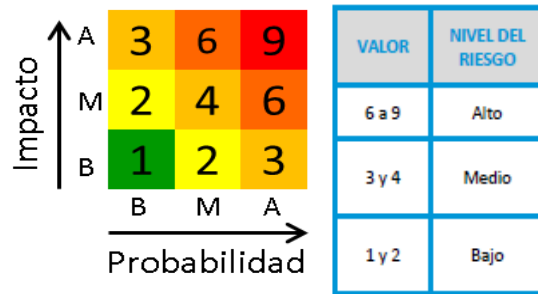 Impacto
A 3 6 9
M 2 4 6
B 1 2 3
B M A
Probabilidad
VALOR NIVEL DEL RIESGO
6 a 9 Alto
3 y 4 Medio
1 y 2 Bajo